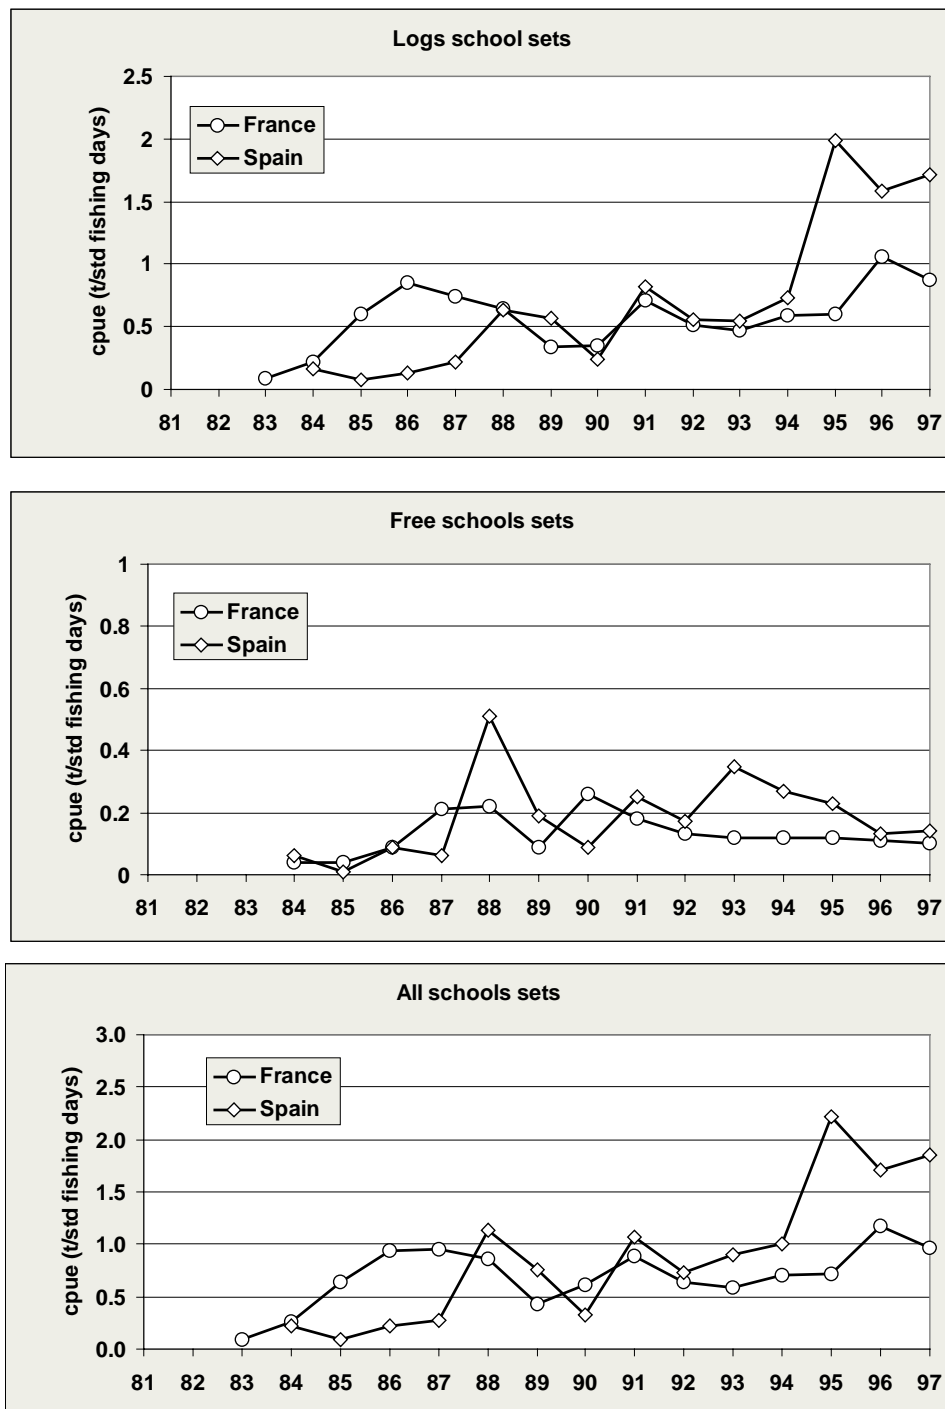 Logs school sets
cpue (t/std fishing days)
2.5
2
1.5
1
0.5
0
France
Spain
81 82 83 84 85 86 87 88 89 90 91 92 93 94 95 96 97
Free schools sets
cpue (t/std fishing days)
1
0.8
0.6
0.4
0.2
0
France
Spain
81 82 83 84 85 86 87 88 89 90 91 92 93 94 95 96 97
All schools sets
cpue (t/std fishing days)
3.0
2.5
2.0
1.5
1.0
0.5
0.0
France
Spain
81 82 83 84 85 86 87 88 89 90 91 92 93 94 95 96 97